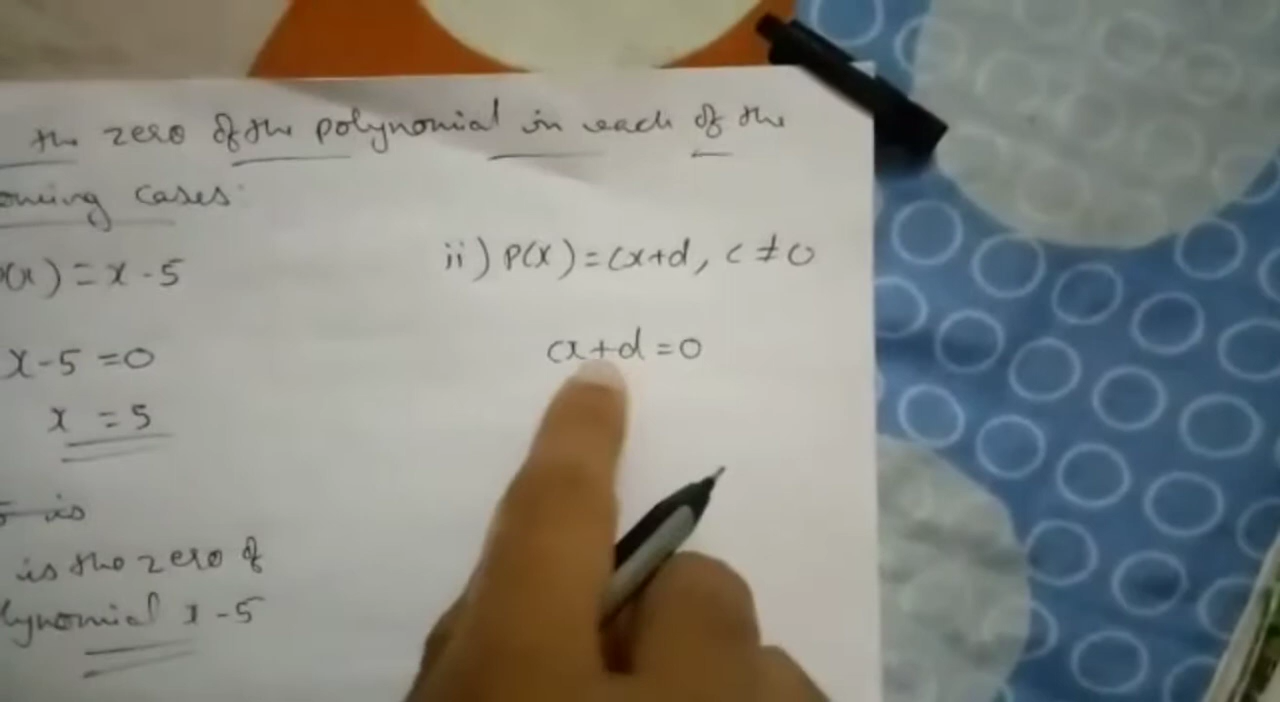 the zero of the polynomial in each of the
cases
(x) = x - 5
x - 5 = 0
x = 5
is
is the zero of
x - 5
ii) P(x) = cx+d, c ≠ 0
cx+d = 0